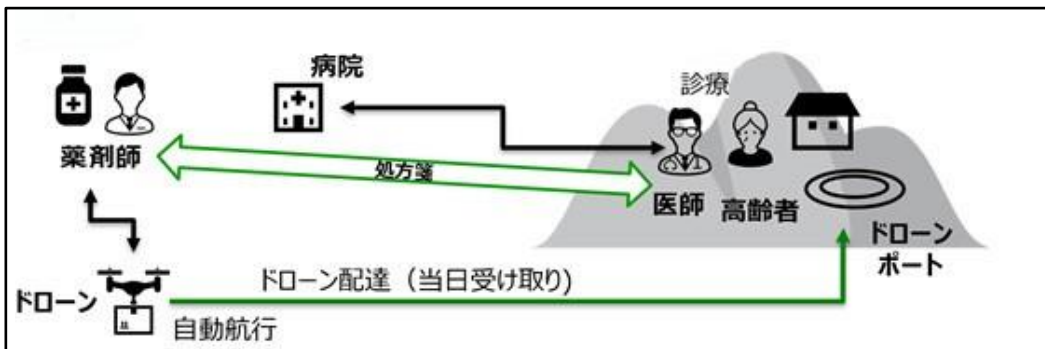 病院
診療
薬剤師
処方箋
医師
高齢者
ドローン
ポート
ドローン配達（当日受け取り)
ドローン
自動航行